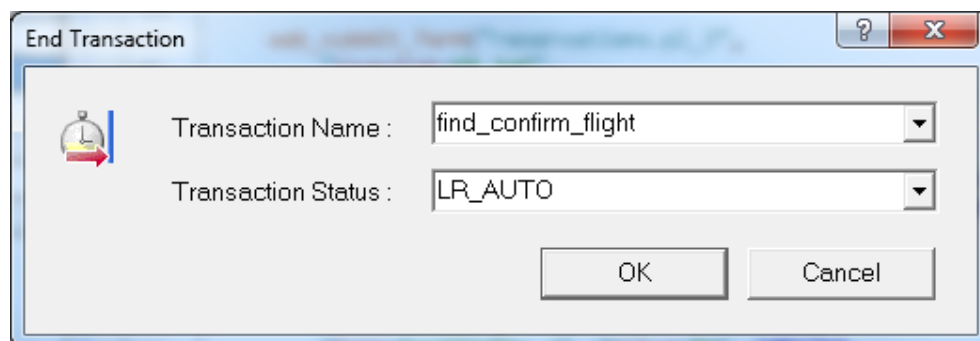 End Transaction
Transaction Name :
find_confirm_flight
Transaction Status :
LR_AUTO
OK
Cancel